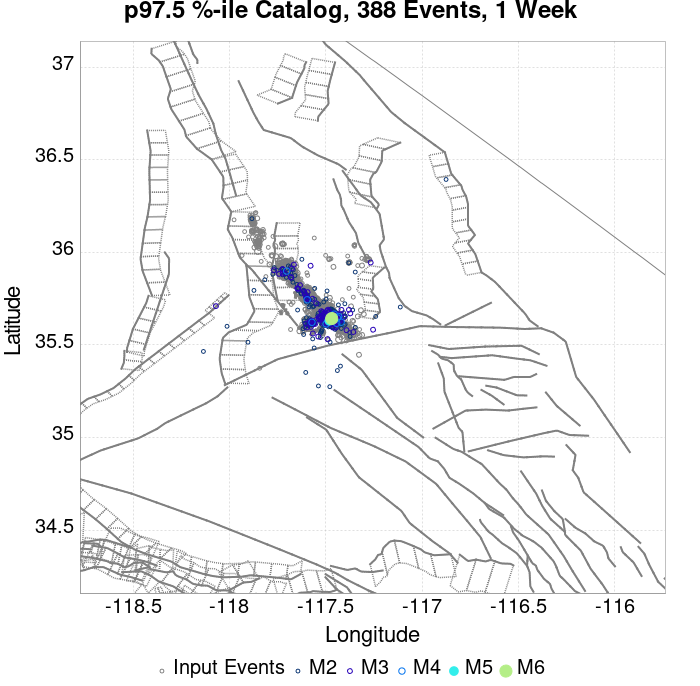 p97.5 %-ile Catalog, 388 Events, 1 Week
37
36.5
36
35.5
35
34.5
Latitude
-118.5 -118 -117.5 -117 -116.5 -116
Longitude
Input Events M2 M3 M4 M5 M6